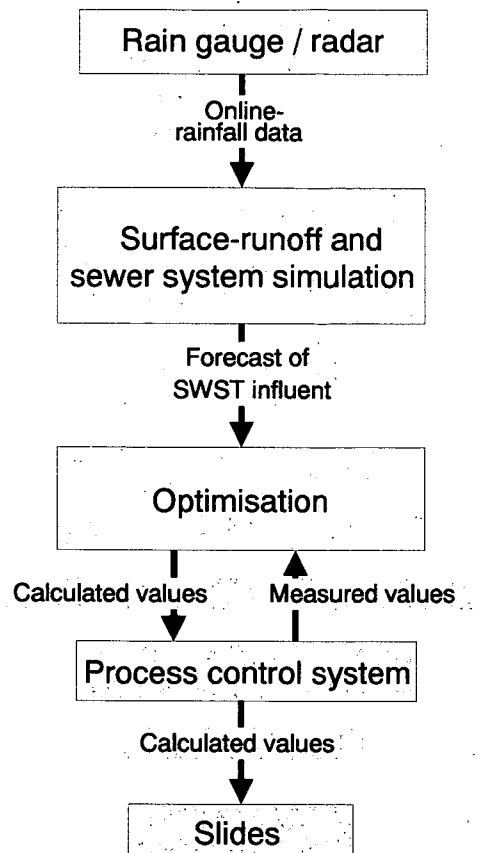 Rain gauge / radar
Online-
rainfall data
Surface-runoff and
sewer system simulation
Forecast of
SWST influent
Optimisation
Calculated values
Measured values
Process control system
Calculated values
Slides